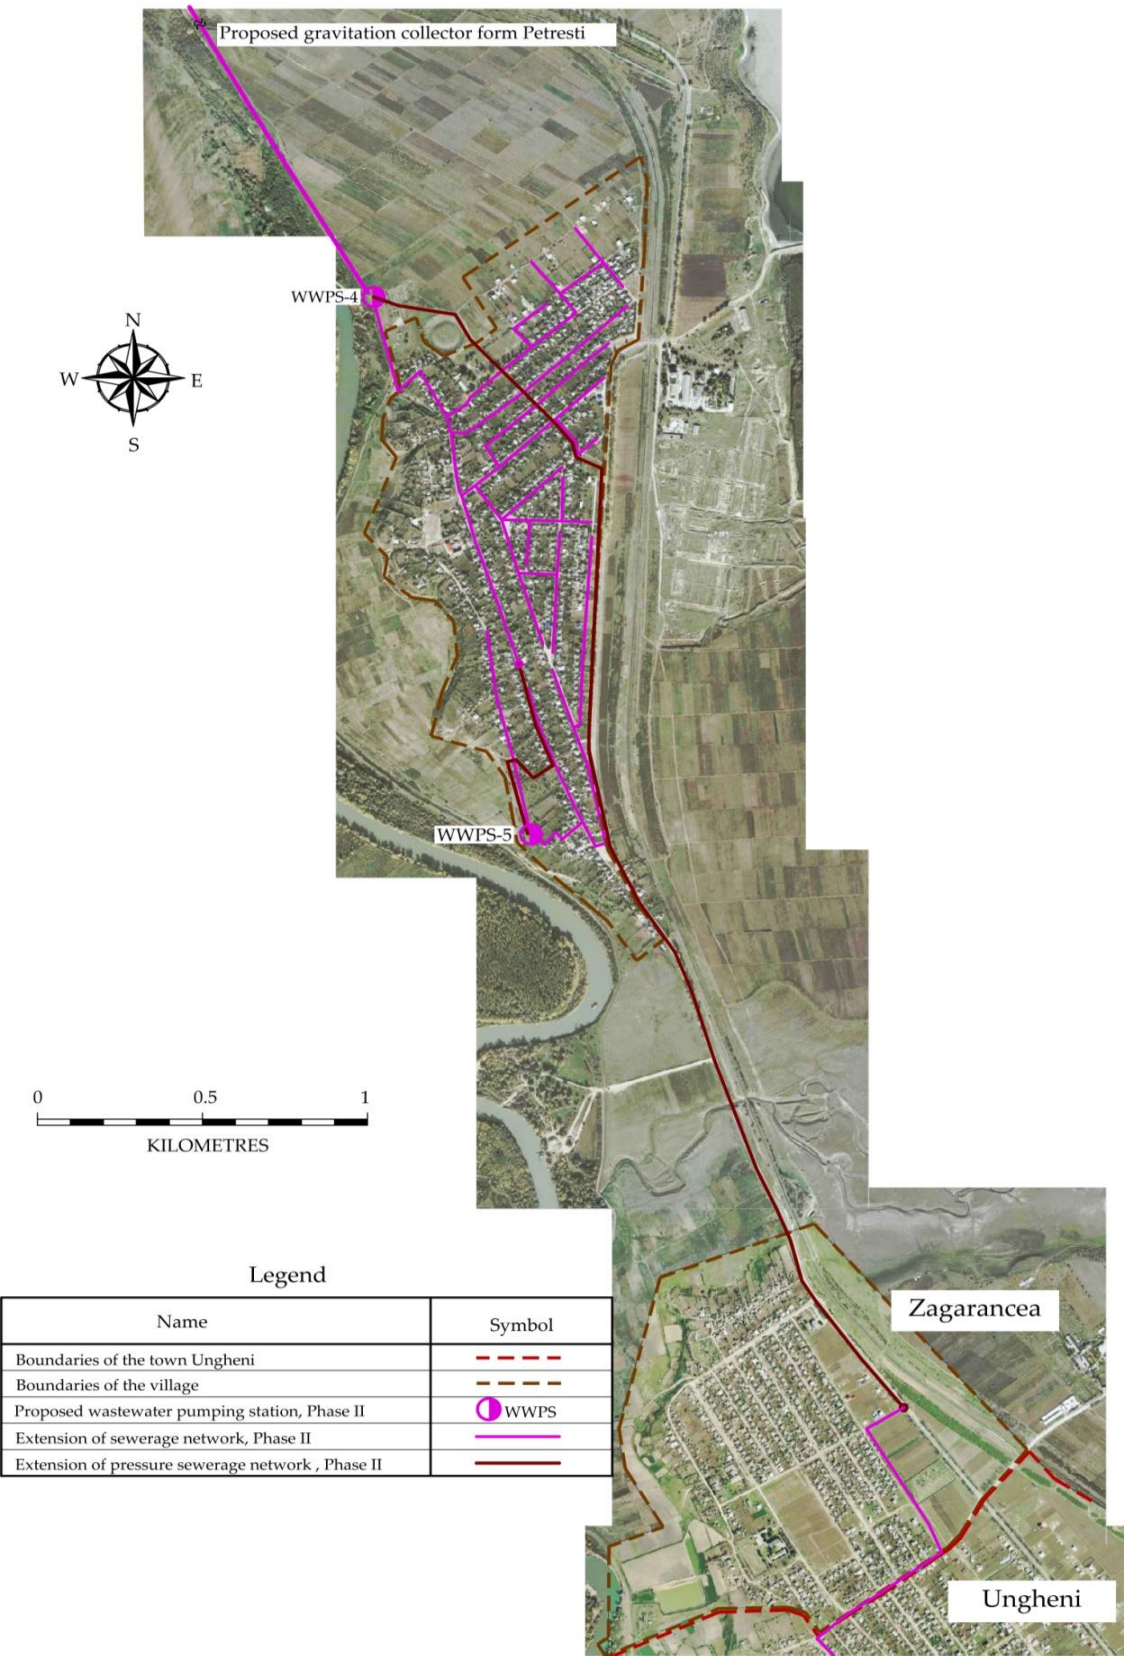 Proposed gravitation collector form Petresti
WWPS-4
N
W
E
S
WWPS-5
0
0.5
1
KILOMETRES
Legend
Name
Symbol
Boundaries of the town Ungheni
Boundaries of the village
Proposed wastewater pumping station, Phase II
WWPS
Extension of sewerage network, Phase II
Extension of pressure sewerage network , Phase II
Zagarancea
Ungheni